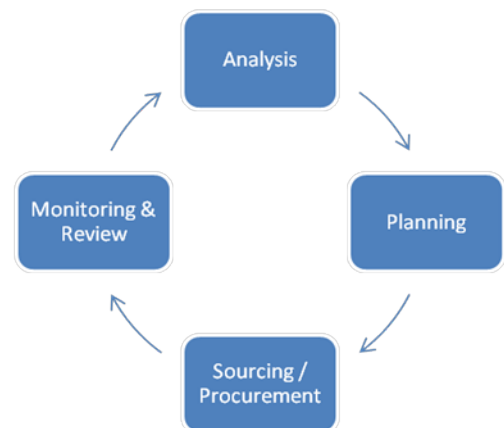 Analysis
Planning
Sourcing /
Procurement
Monitoring &
Review